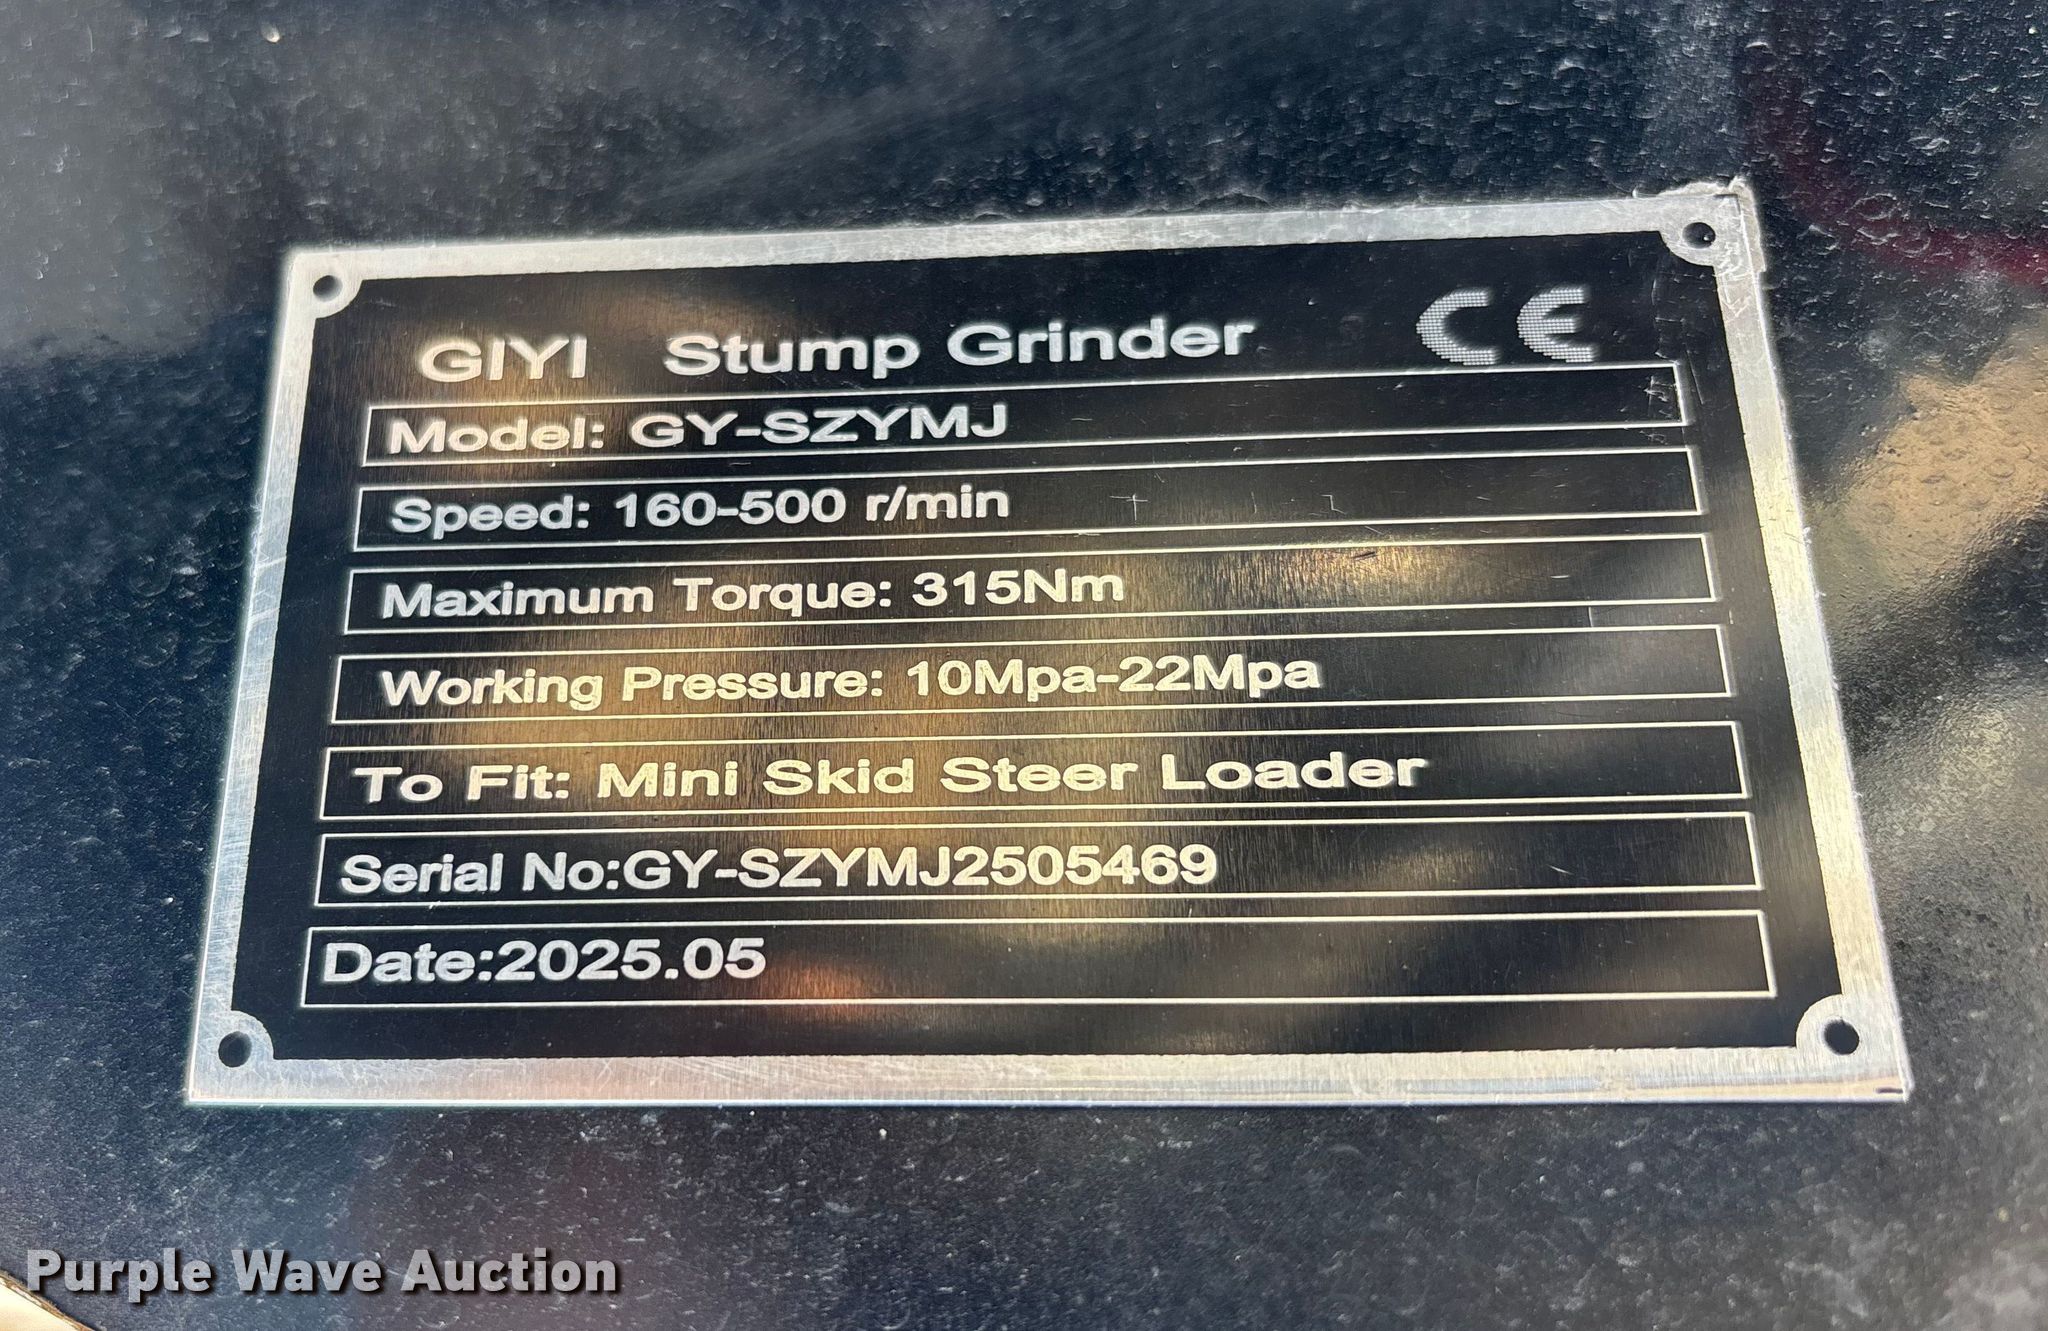 GIYI Stump Grinder CE
Model: GY-SZYMJ
Speed: 160-500 r/min
Maximum Torque: 315Nm
Working Pressure: 10Mpa-22Mpa
To Fit: Mini Skid Steer Loader
Serial No:GY-SZYMJ2505469
Date:2025.05
Purple Wave Auction